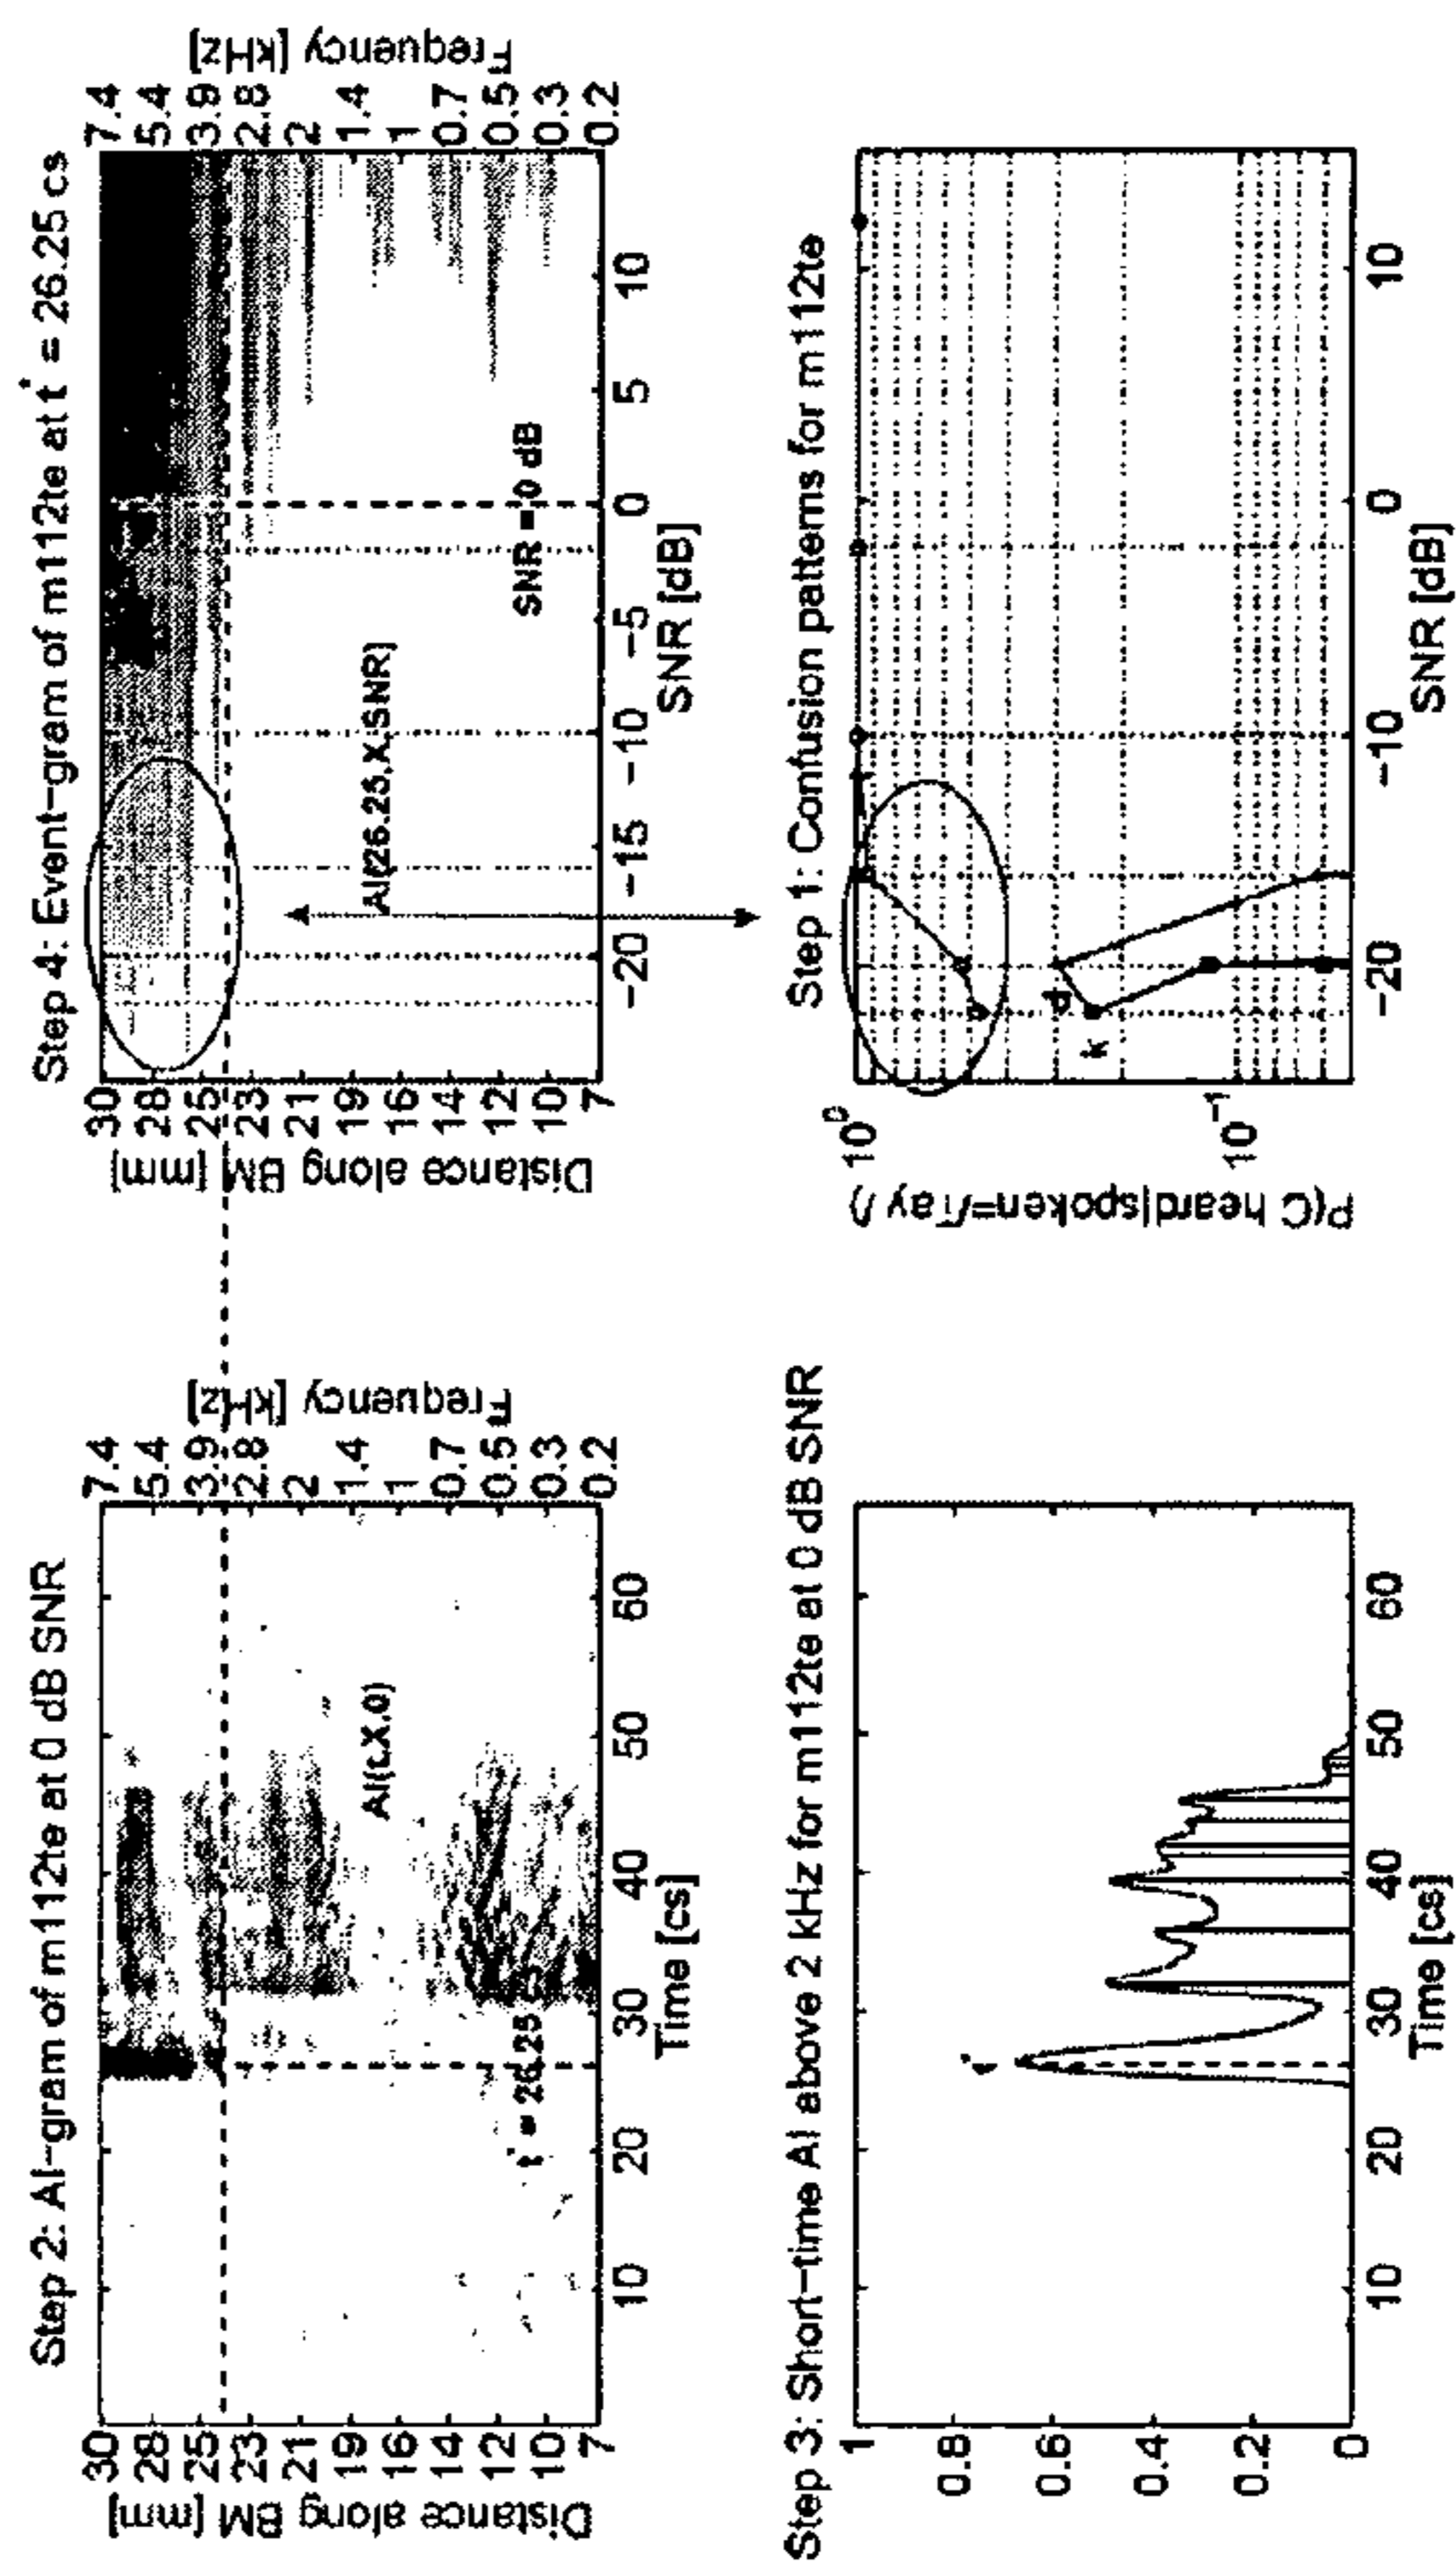 Step 2: AI-gram of m112te at 0 dB SNR
Distance along BM [mm]
30
28
25
23
21
19
16
14
12
10
7
Frequency [kHz]
7.4
5.4
3.9
2.8
2
1.4
1
0.7
0.5
0.3
0.2
AI(t,X,0)
t* = 26.25 cs
10 20 30 40 50 60
Time [cs]
Step 4: Event-gram of m112te at t* = 26.25 cs
Distance along BM [mm]
30
28
25
23
21
19
16
14
12
10
7
Frequency [kHz]
7.4
5.4
3.9
2.8
2
1.4
1
0.7
0.5
0.3
0.2
AI(26.25,X,SNR)
SNR = 0 dB
-20 -15 -10 -5 0 5 10
SNR [dB]
Step 3: Short-time AI above 2 kHz for m112te at 0 dB SNR
1
0.8
0.6
0.4
0.2
0
10 20 30 40 50 60
Time [cs]
Step 1: Confusion patterns for m112te
P(C heard|spoken=/
10⁰
10⁻¹
k
-20 -10 0 10
SNR [dB]